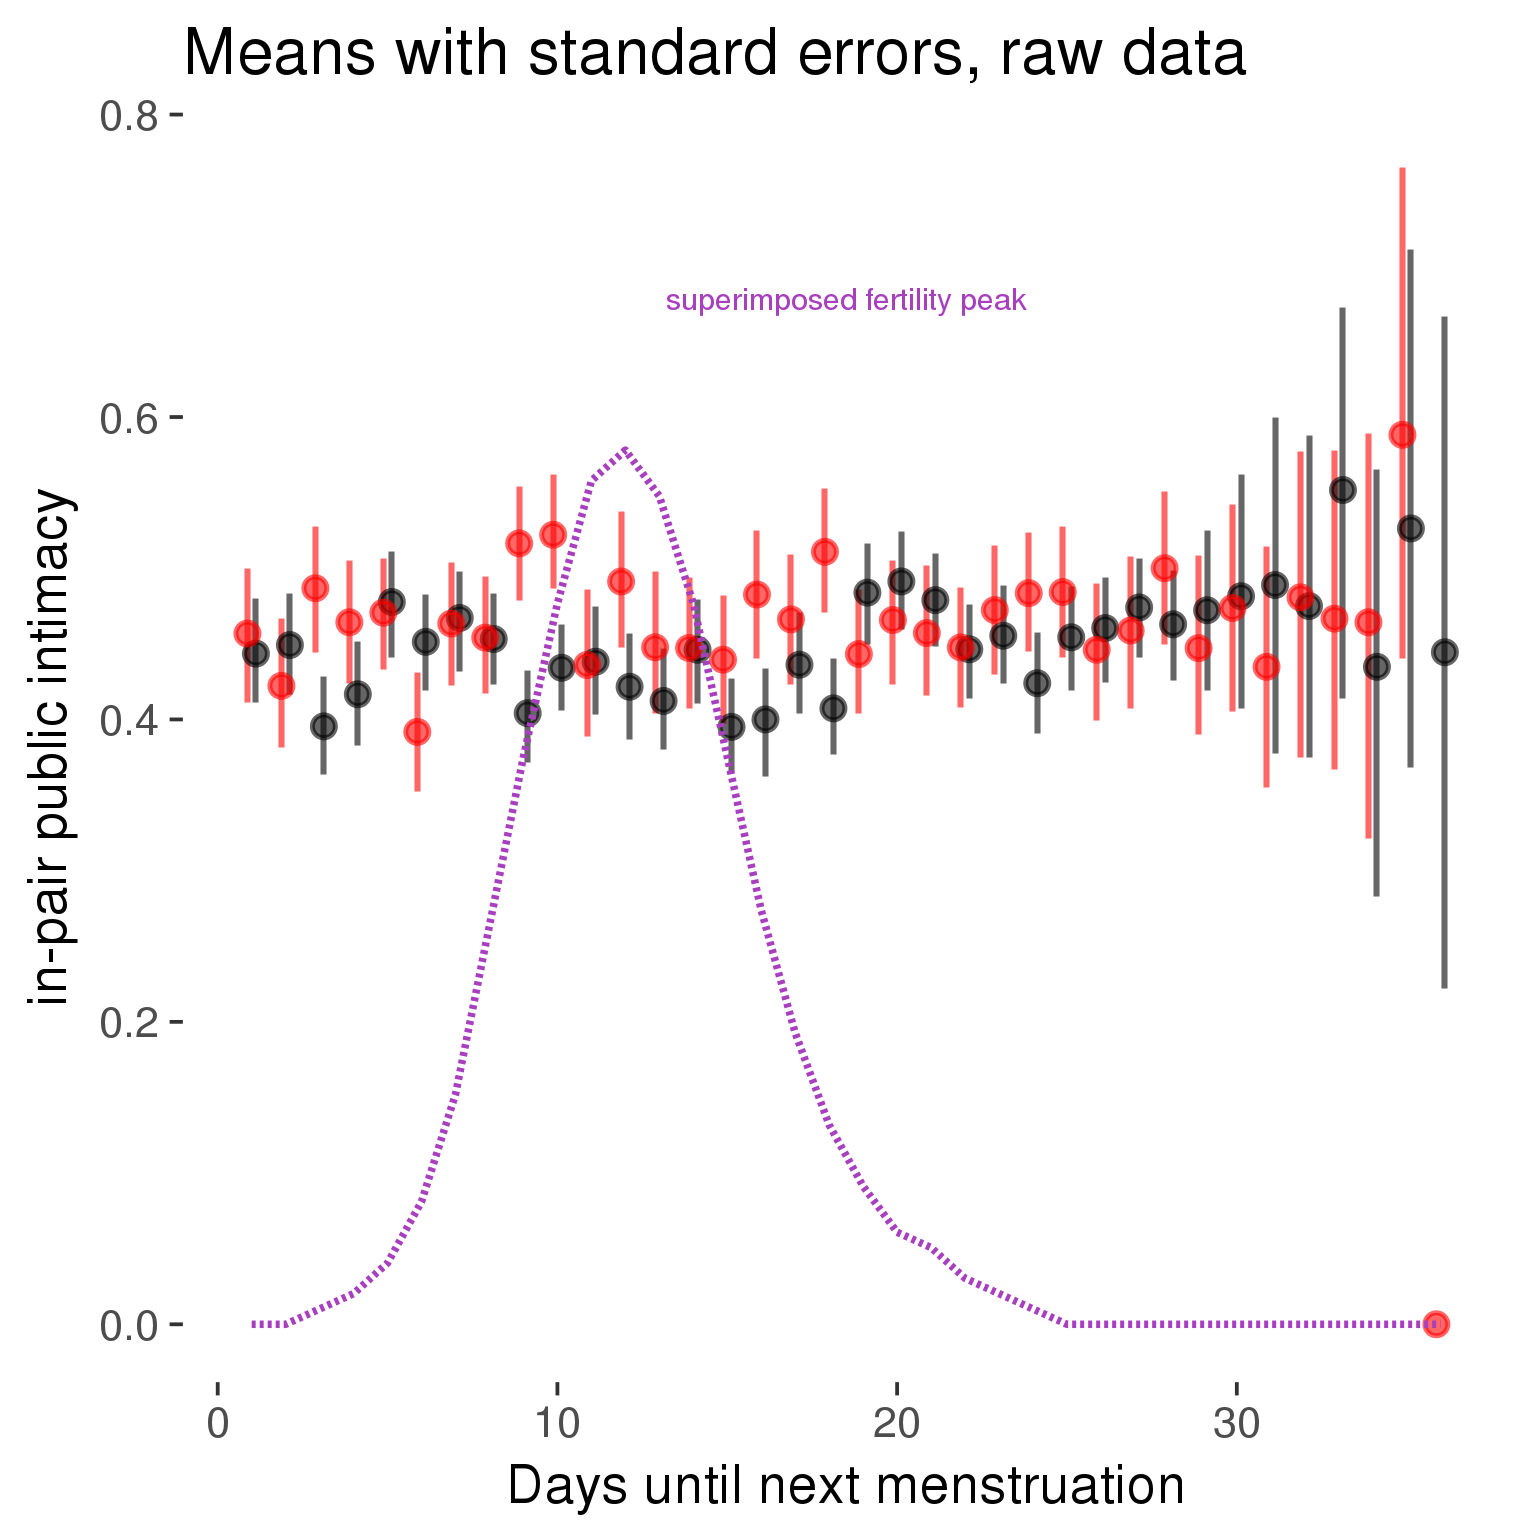 Means with standard errors, raw data
0.8
superimposed fertility peak
0.6
in-pair public intimacy
0.4
0.2
0.0
0 10 20 30
Days until next menstruation